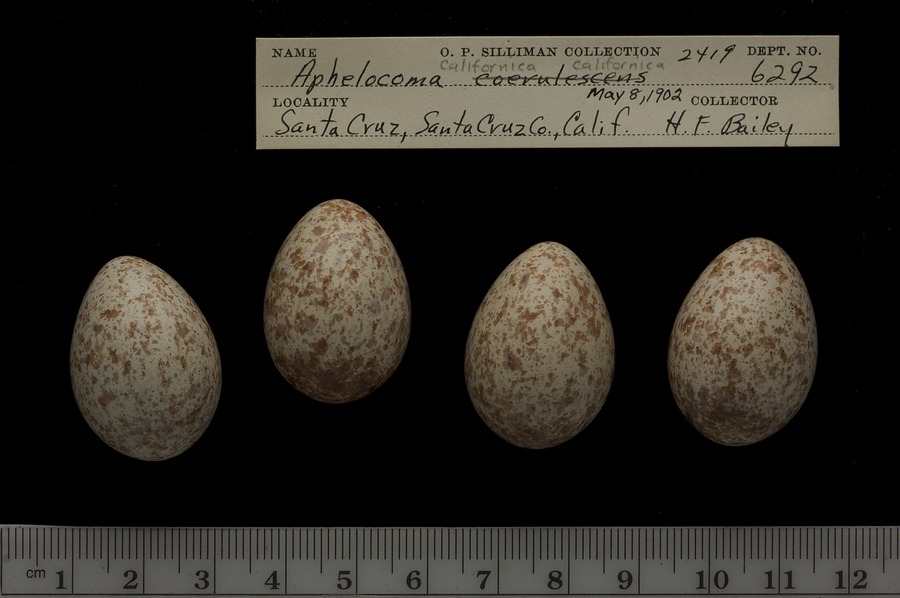 NAME O. P. SILLIMAN COLLECTION 2419 DEPT. NO.
Californica californica
Aphelocoma coerulescens 6292
May 8, 1902
LOCALITY COLLECTOR
Santa Cruz, Santa Cruz Co., Calif. H. F. Bailey
cm 1 2 3 4 5 6 7 8 9 10 11 12